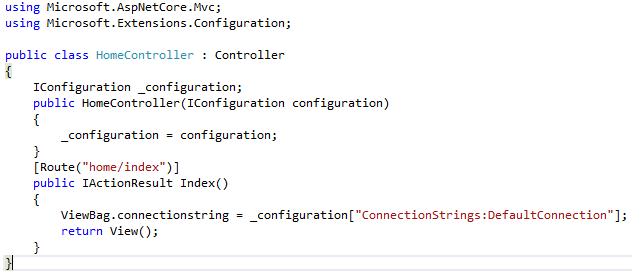 using Microsoft.AspNetCore.Mvc;
using Microsoft.Extensions.Configuration;
public class HomeController : Controller
{
IConfiguration _configuration;
public HomeController(IConfiguration configuration)
{
_configuration = configuration;
}
[Route("home/index")]
public IActionResult Index()
{
ViewBag.connectionstring = _configuration["ConnectionStrings:DefaultConnection"];
return View();
}
}